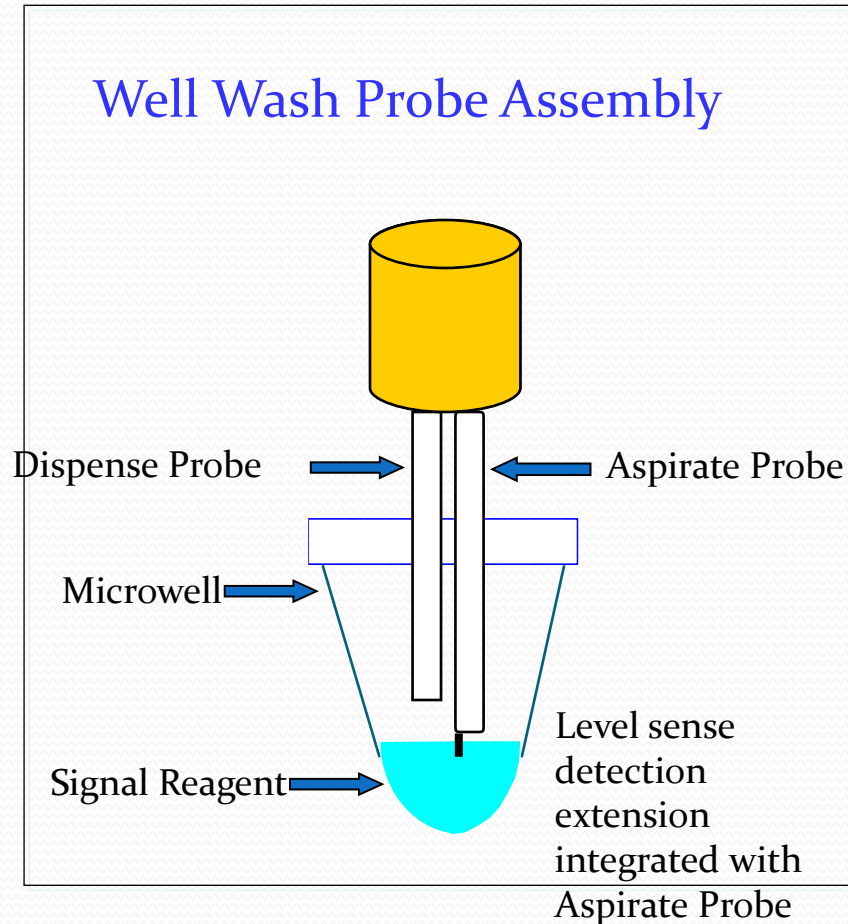 Well Wash Probe Assembly
Dispense Probe
Aspirate Probe
Microwell
Signal Reagent
Level sense
detection
extension
integrated with
Aspirate Probe